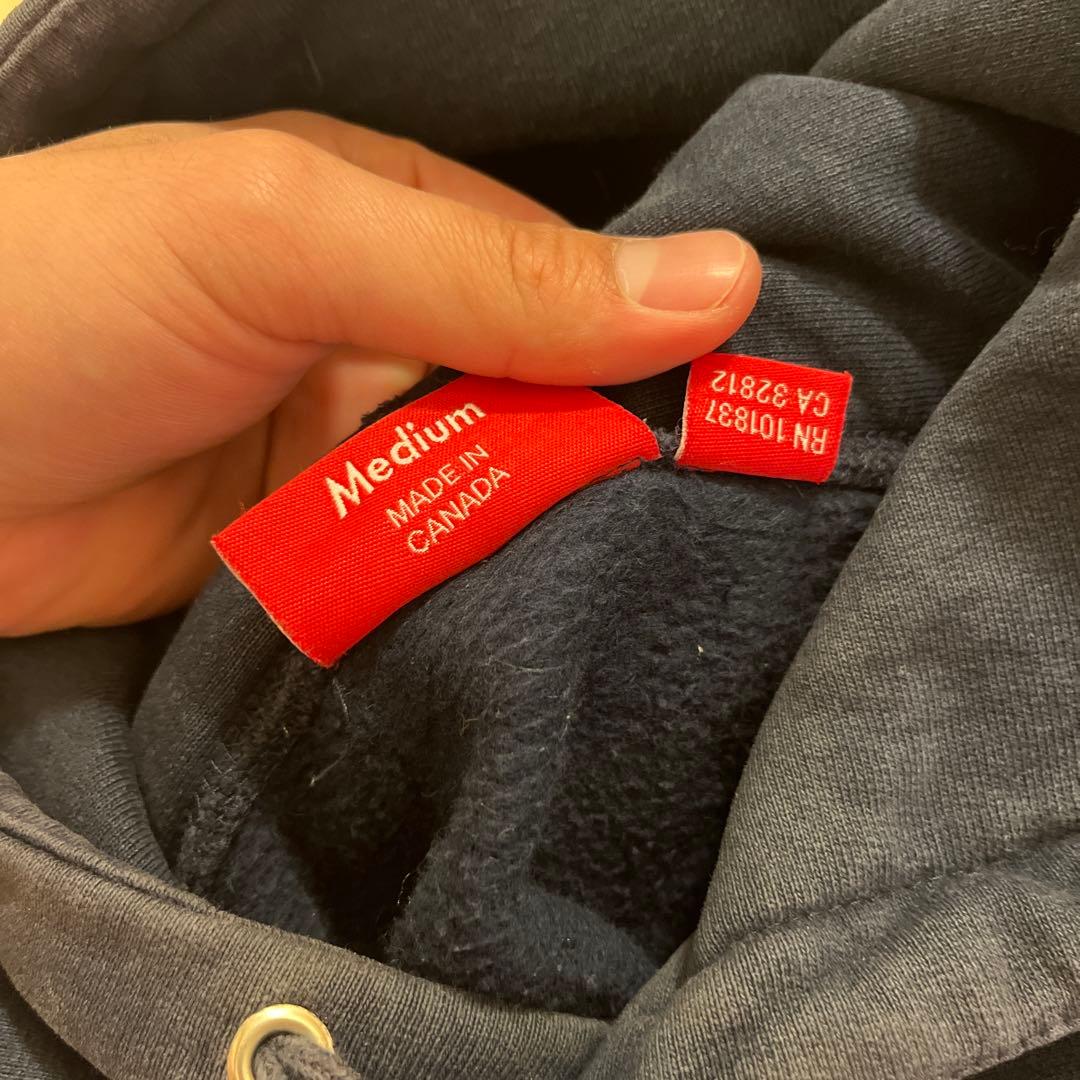 Medium
MADE IN
CANADA
RN 101837
CA 32812